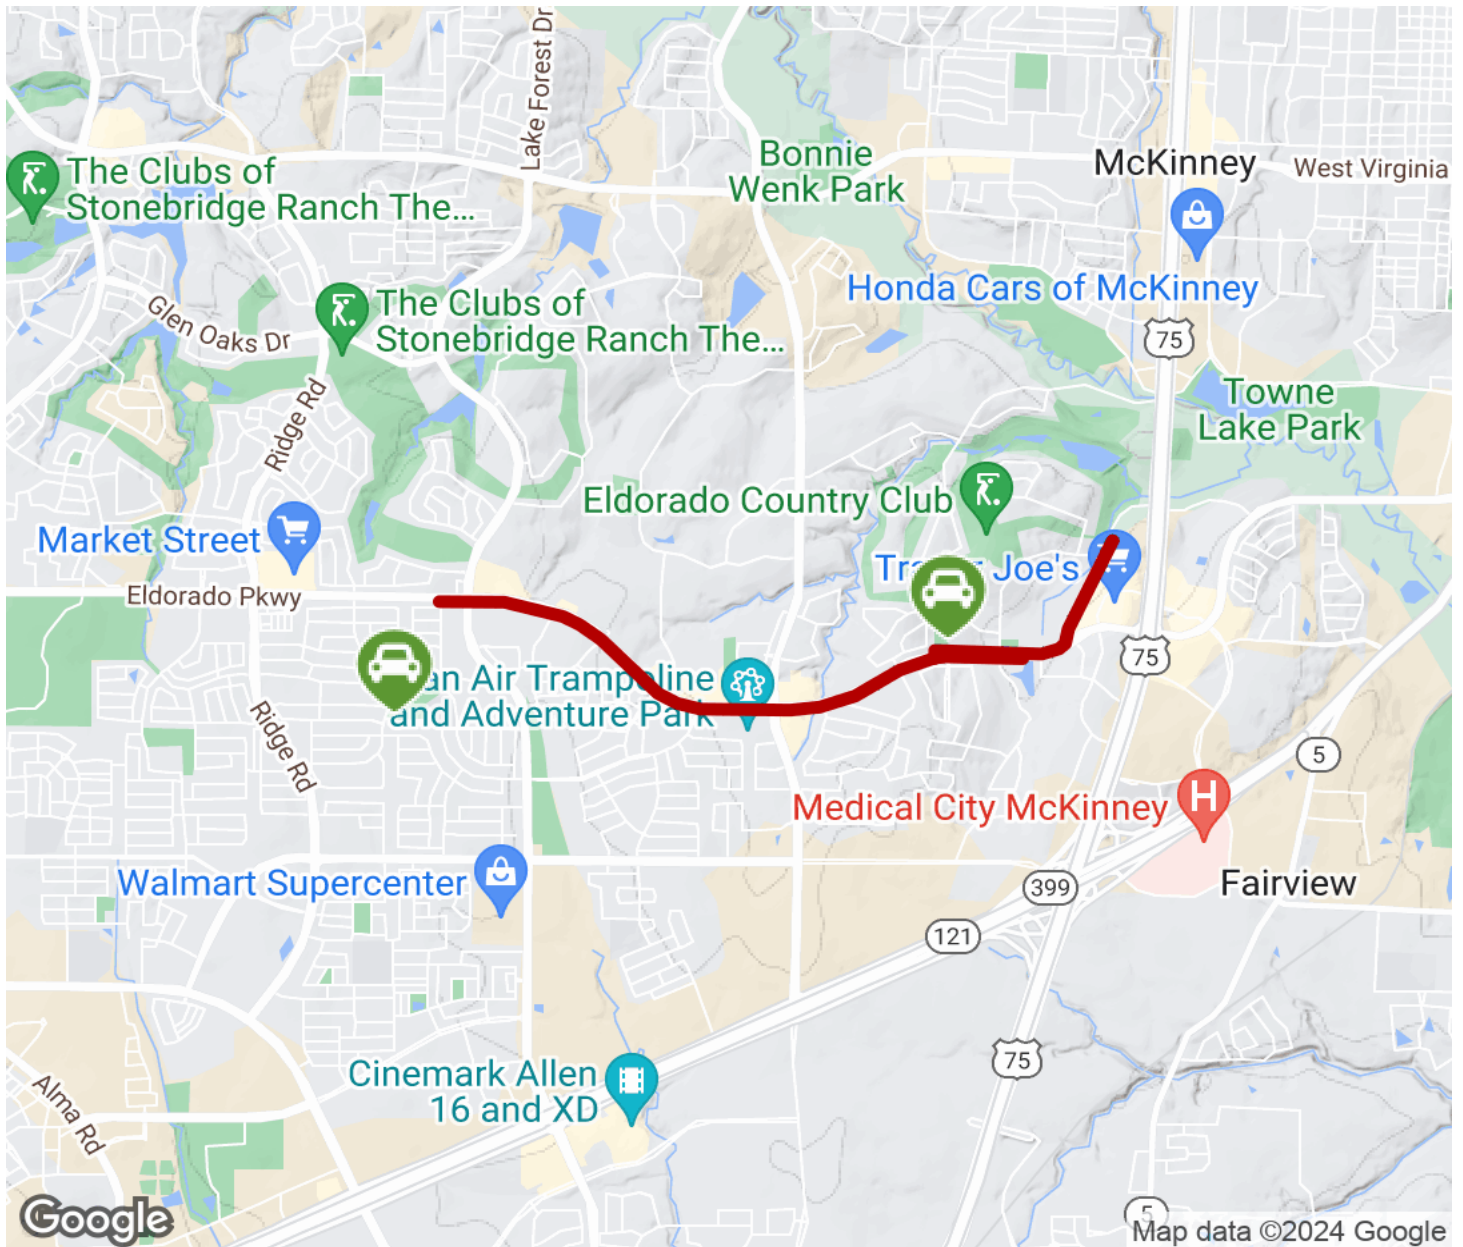 Lake Forest Dr
Bonnie
Wenk Park
McKinney
West Virginia
The Clubs of
Stonebridge Ranch The...
Honda Cars of McKinney
The Clubs of
Stonebridge Ranch The...
Glen Oaks Dr
75
Ridge Rd
Towne
Lake Park
Eldorado Country Club
Market Street
Joe's
Eldorado Pkwy
75
Air Trampoline
and Adventure Park
Ridge Rd
5
Medical City McKinney
H
Walmart Supercenter
399
Fairview
121
75
Cinemark Allen
16 and XD
Alma Rd
5
Google
Map data ©2024 Google